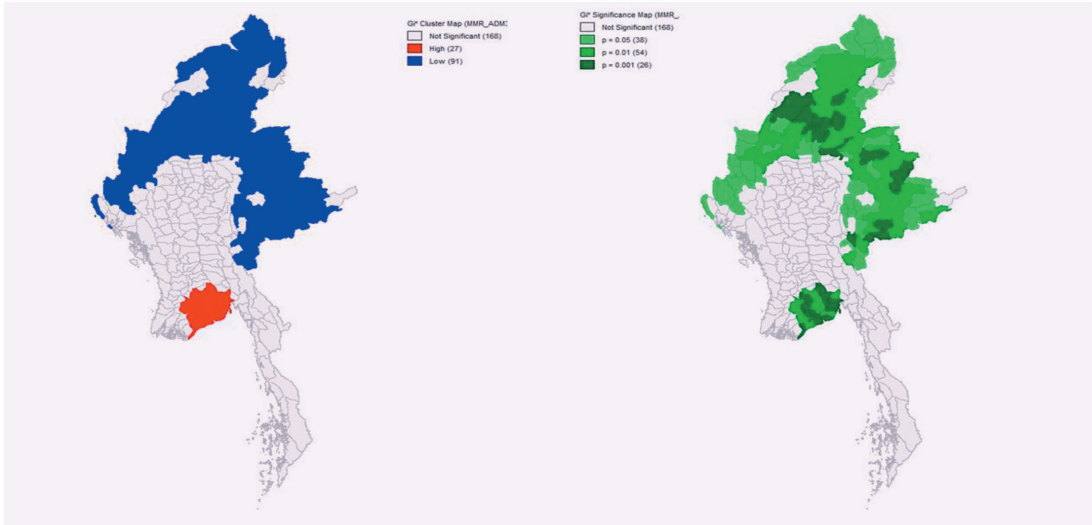 Gi* Cluster Map (MMR_ADM3
Not Significant (168)
High (27)
Low (91)
Gi* Significance Map (MMR_
Not Significant (168)
p = 0.05 (38)
p = 0.01 (54)
p = 0.001 (26)